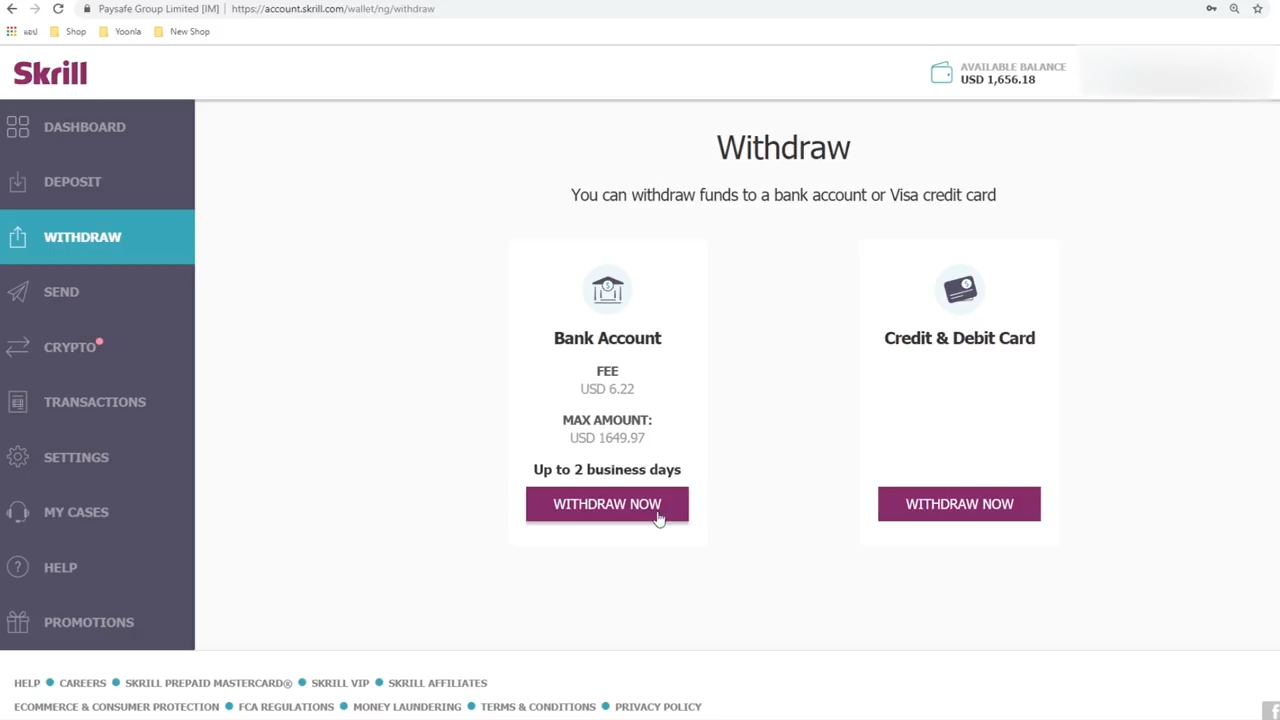 Paysafe Group Limited [IM] https://account.skrill.com/wallet/ng/withdraw
Shop Yoonla New Shop
Skrill
AVAILABLE BALANCE
USD 1,656.18
DASHBOARD
DEPOSIT
WITHDRAW
SEND
CRYPTO
TRANSACTIONS
SETTINGS
MY CASES
HELP
PROMOTIONS
Withdraw
You can withdraw funds to a bank account or Visa credit card
Bank Account
FEE
USD 6.22
MAX AMOUNT:
USD 1649.97
Up to 2 business days
WITHDRAW NOW
Credit & Debit Card
WITHDRAW NOW
HELP CAREERS SKRILL PREPAID MASTERCARD® SKRILL VIP SKRILL AFFILIATES
ECOMMERCE & CONSUMER PROTECTION FCA REGULATIONS MONEY LAUNDERING TERMS & CONDITIONS PRIVACY POLICY